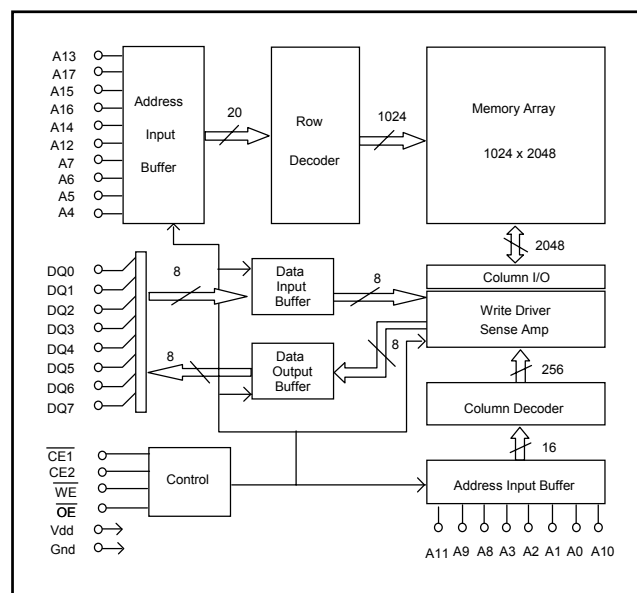 A13
A17
A15
A16
A14
A12
A7
A6
A5
A4
Address
Input
Buffer
20
Row
Decoder
1024
Memory Array
1024 x 2048
2048
DQ0
DQ1
DQ2
DQ3
DQ4
DQ5
DQ6
DQ7
8
Data
Input
Buffer
8
Column I/O
Write Driver
Sense Amp
8
Data
Output
Buffer
8
256
Column Decoder
16
CE1
CE2
WE
OE
Vdd
Gnd
Control
Address Input Buffer
A11 A9 A8 A3 A2 A1 A0 A10